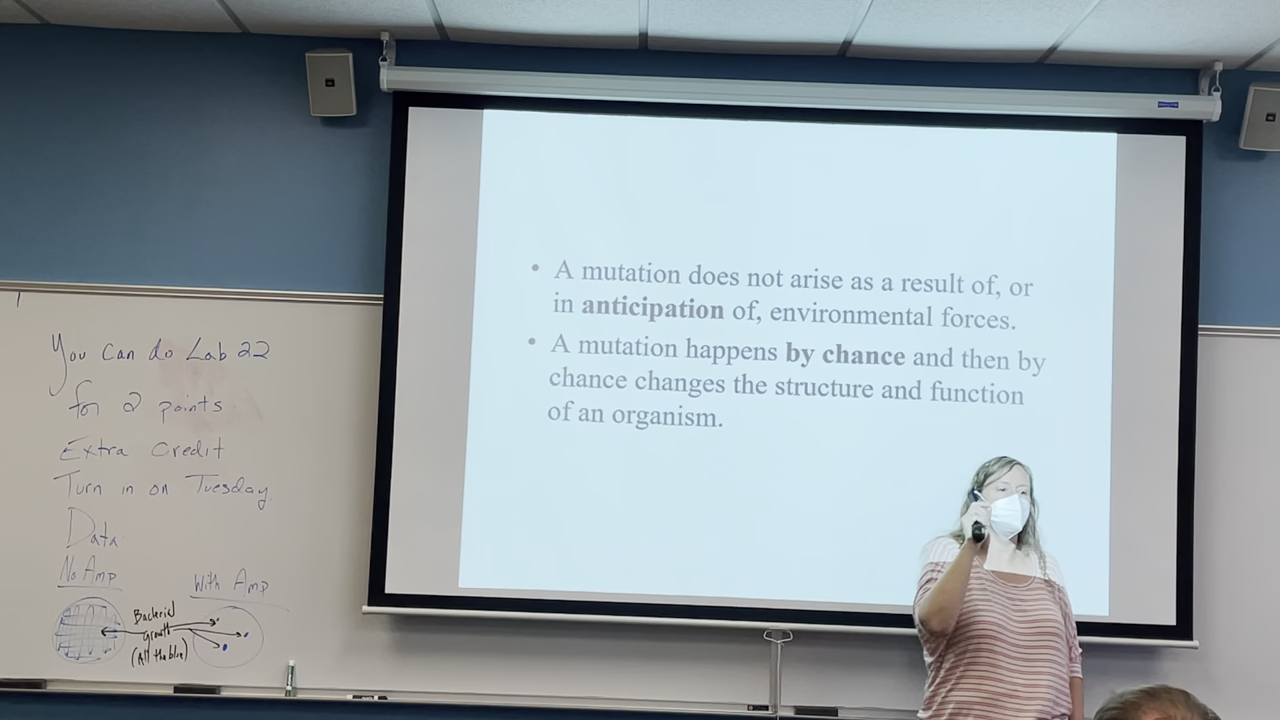 • A mutation does not arise as a result of, or
in anticipation of, environmental forces.
• A mutation happens by chance and then by
chance changes the structure and function
of an organism.
You can do Lab 22
for 2 points
Extra Credit
Turn in on Tuesday.
Data
No Amp
With Amp
Bacterial
growth
(All the blue)